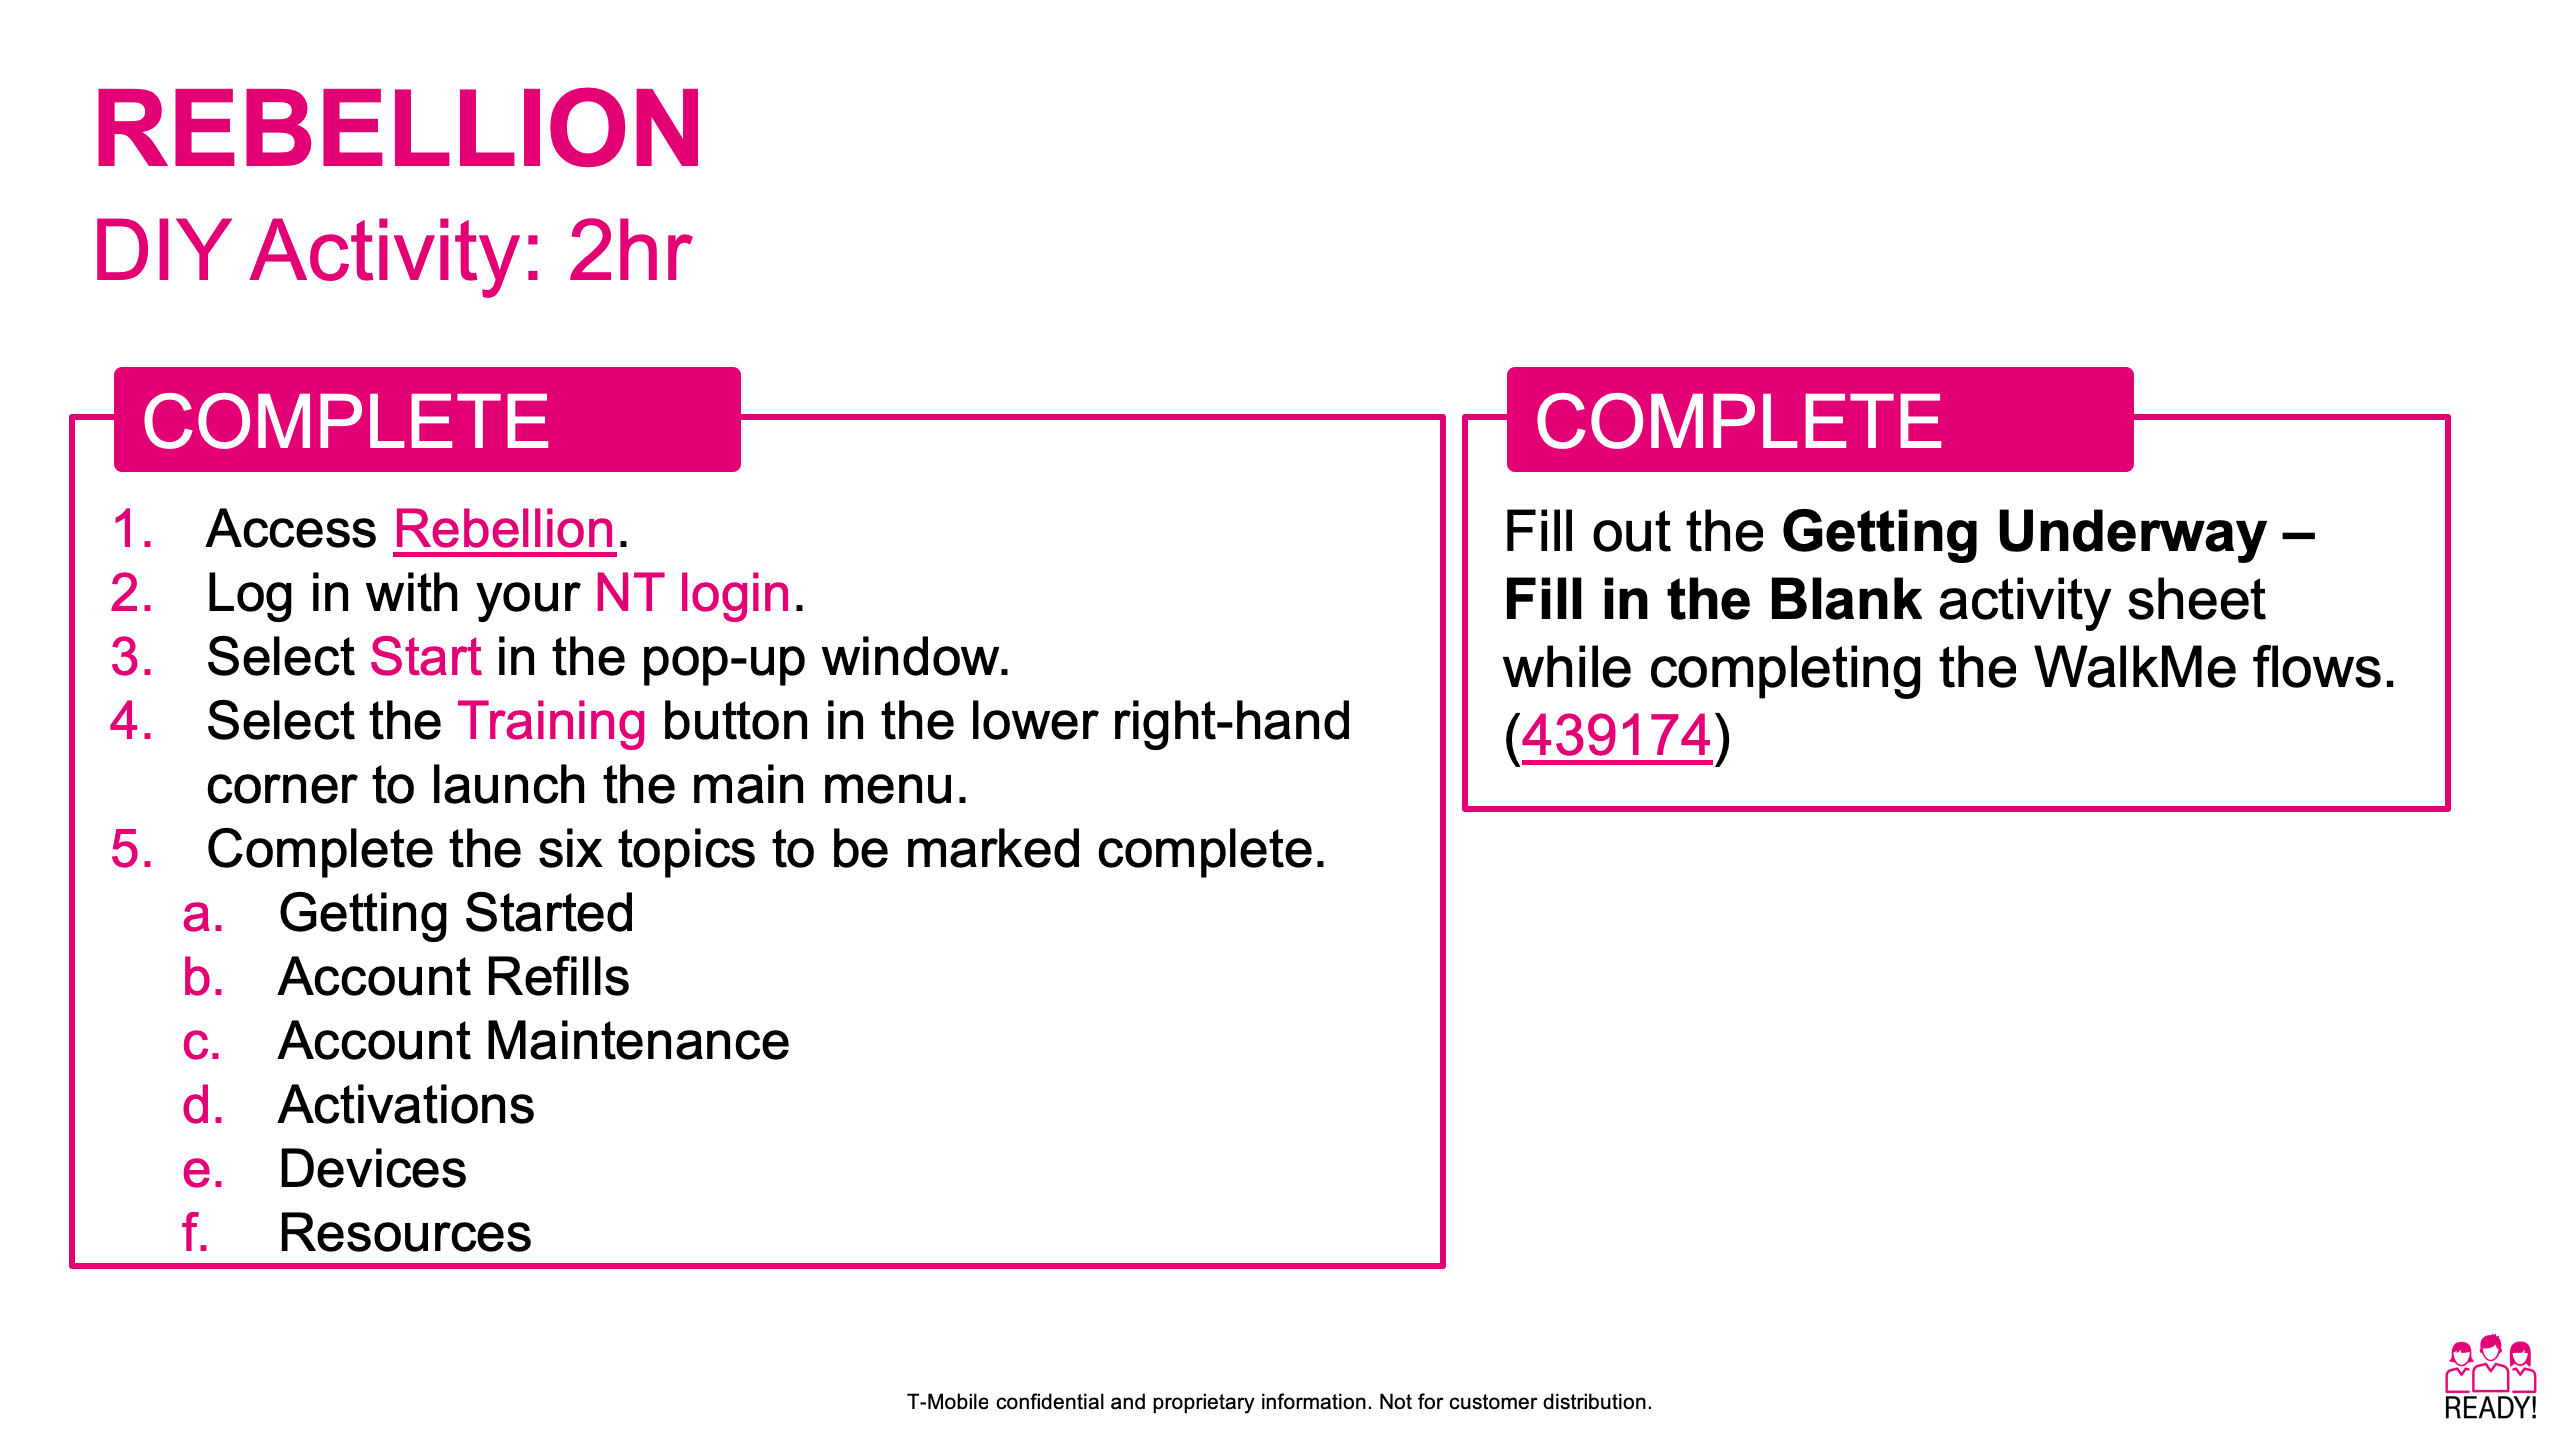 REBELLION
DIY Activity: 2hr
COMPLETE
1. Access Rebellion.
2. Log in with your NT login.
3. Select Start in the pop-up window.
4. Select the Training button in the lower right-hand
corner to launch the main menu.
5. Complete the six topics to be marked complete.
a. Getting Started
b. Account Refills
c. Account Maintenance
d. Activations
e. Devices
f. Resources
COMPLETE
Fill out the Getting Underway –
Fill in the Blank activity sheet
while completing the WalkMe flows.
(439174)
T-Mobile confidential and proprietary information. Not for customer distribution.
READY!